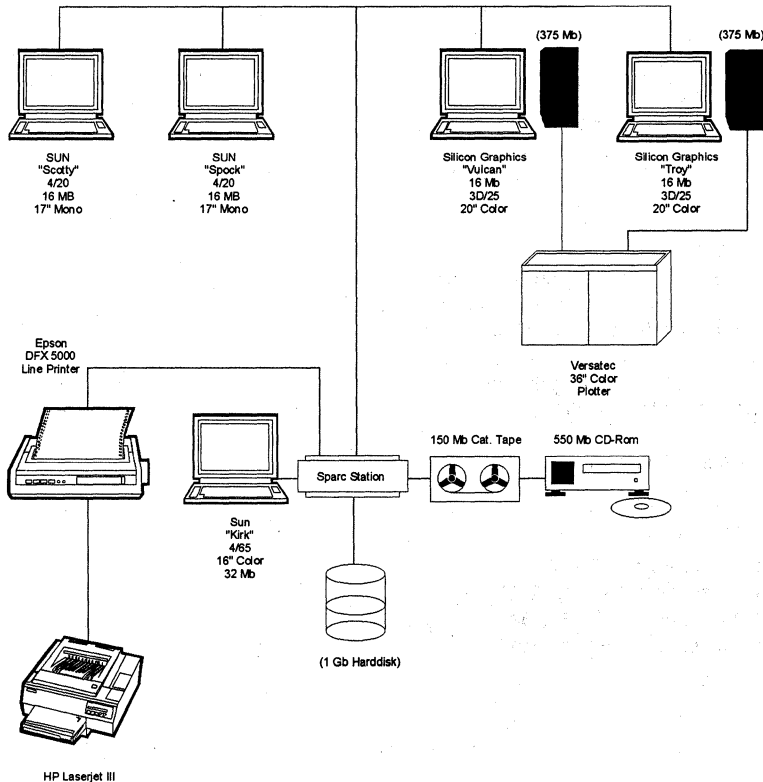 (375 Mb)
(375 Mb)
SUN
"Scotty"
4/20
16 MB
17" Mono
SUN
"Spock"
4/20
16 MB
17" Mono
Silicon Graphics
"Vulcan"
16 Mb
3D/25
20" Color
Silicon Graphics
"Troy"
16 Mb
3D/25
20" Color
Versatec
36" Color
Plotter
Epson
DFX 5000
Line Printer
Sun
"Kirk"
4/65
16" Color
32 Mb
Sparc Station
150 Mb Cat. Tape
550 Mb CD-Rom
(1 Gb Harddisk)
HP Laserjet III